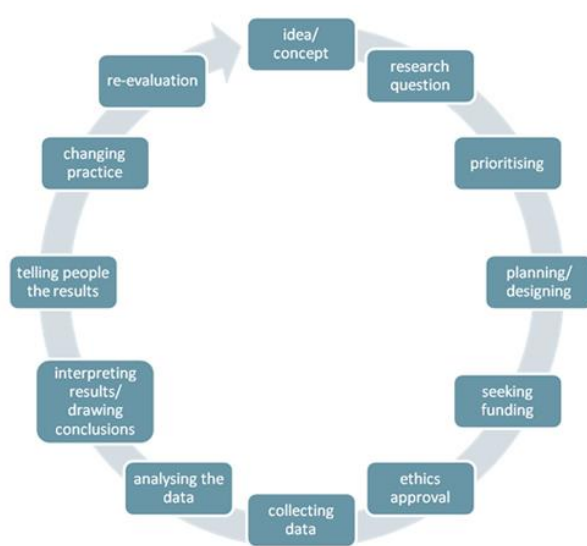 idea/
concept
research
question
prioritising
planning/
designing
seeking
funding
ethics
approval
collecting
data
analysing the
data
interpreting
results/
drawing
conclusions
telling people
the results
changing
practice
re-evaluation